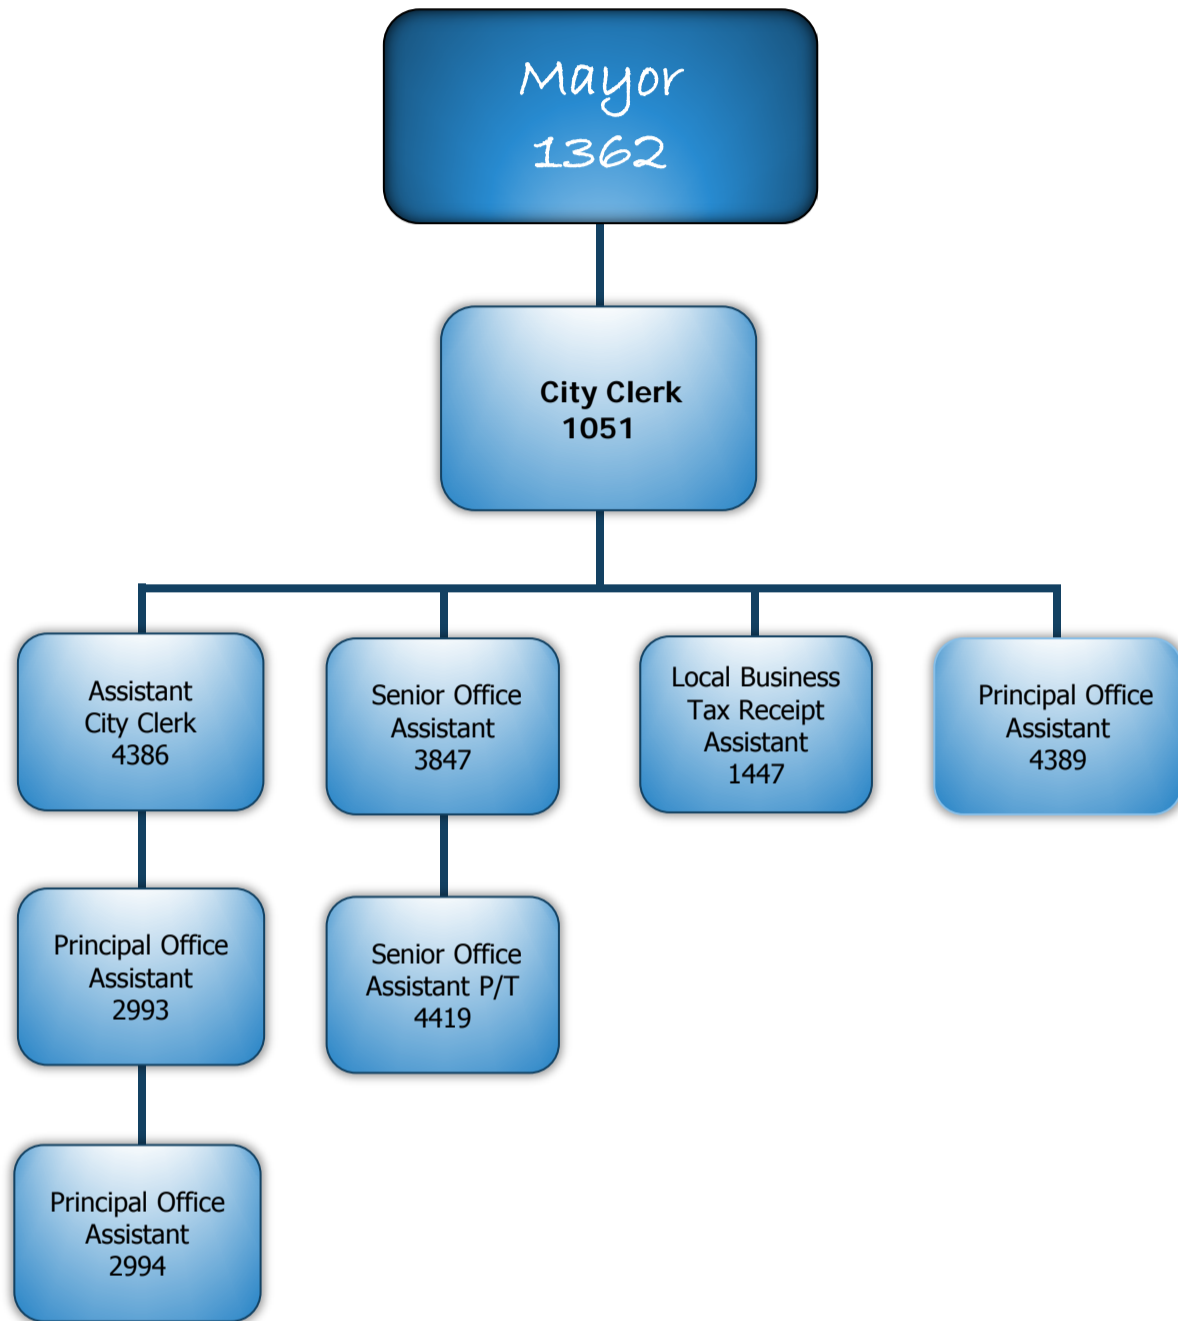 Mayor
1362
City Clerk
1051
Assistant
City Clerk
4386
Senior Office
Assistant
3847
Local Business
Tax Receipt
Assistant
1447
Principal Office
Assistant
4389
Principal Office
Assistant
2993
Senior Office
Assistant P/T
4419
Principal Office
Assistant
2994